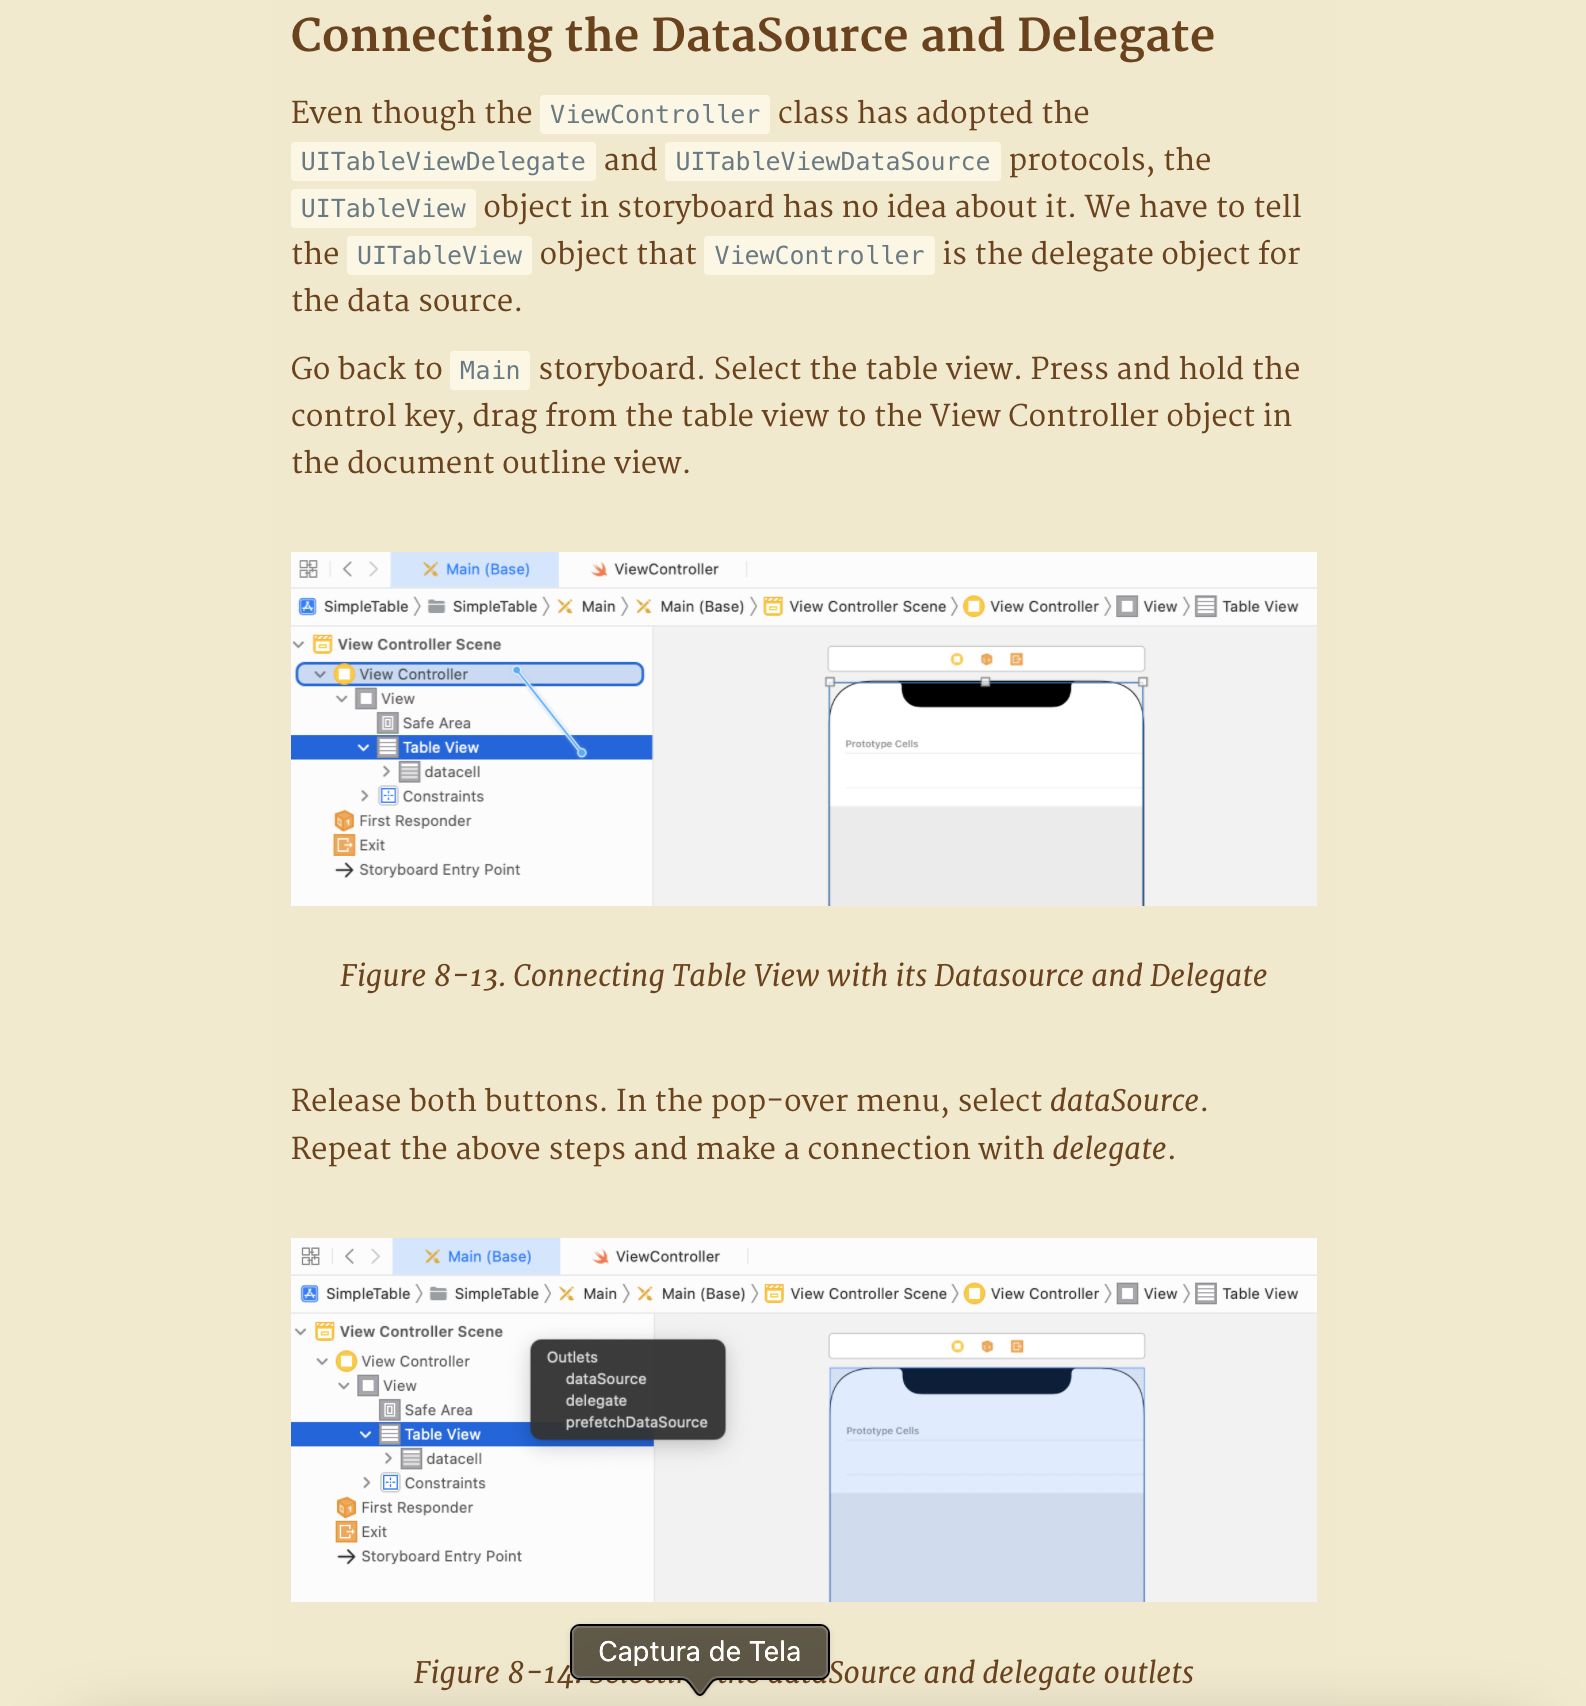 Connecting the DataSource and Delegate
Even though the ViewController class has adopted the
UITableViewDelegate and UITableViewDataSource protocols, the
UITableView object in storyboard has no idea about it. We have to tell
the UITableView object that ViewController is the delegate object for
the data source.
Go back to Main storyboard. Select the table view. Press and hold the
control key, drag from the table view to the View Controller object in
the document outline view.
Main (Base) ViewController
SimpleTable SimpleTable Main Main (Base) View Controller Scene View Controller View Table View
View Controller Scene
View Controller
View
Safe Area
Table View
datacell
Constraints
First Responder
Exit
Storyboard Entry Point
Prototype Cells
Figure 8-13. Connecting Table View with its Datasource and Delegate
Release both buttons. In the pop-over menu, select dataSource.
Repeat the above steps and make a connection with delegate.
Main (Base) ViewController
SimpleTable SimpleTable Main Main (Base) View Controller Scene View Controller View Table View
View Controller Scene
View Controller
View
Safe Area
Table View
datacell
Constraints
First Responder
Exit
Storyboard Entry Point
Outlets
dataSource
delegate
prefetchDataSource
Prototype Cells
Captura de Tela
Figure 8-14. Source and delegate outlets